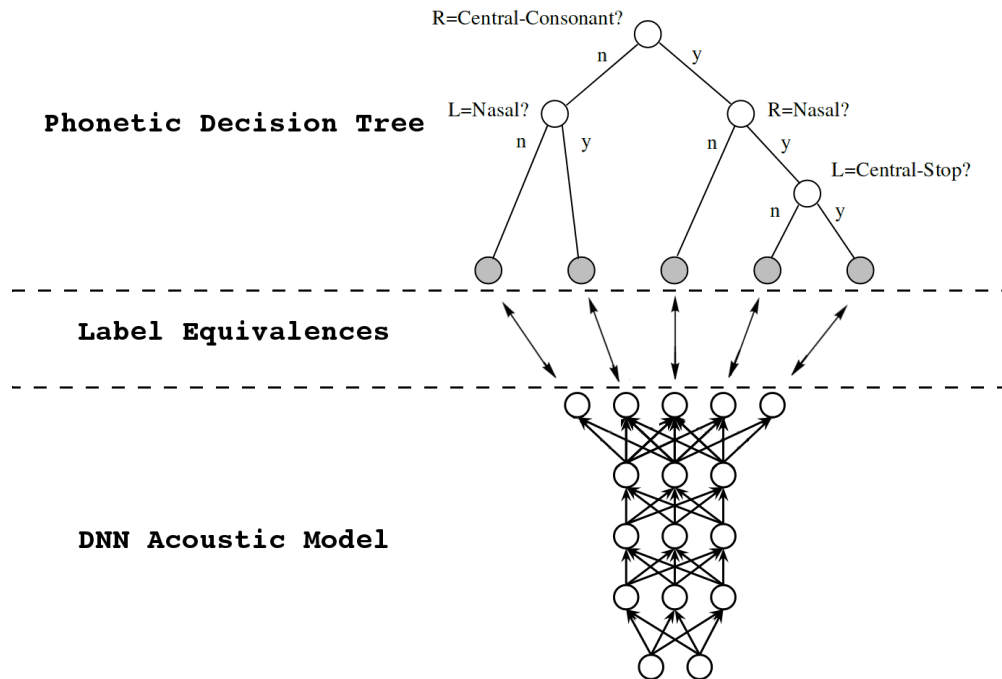 R=Central-Consonant?
n
y
Phonetic Decision Tree
L=Nasal?
R=Nasal?
n
y
n
y
L=Central-Stop?
n
y
Label Equivalences
DNN Acoustic Model